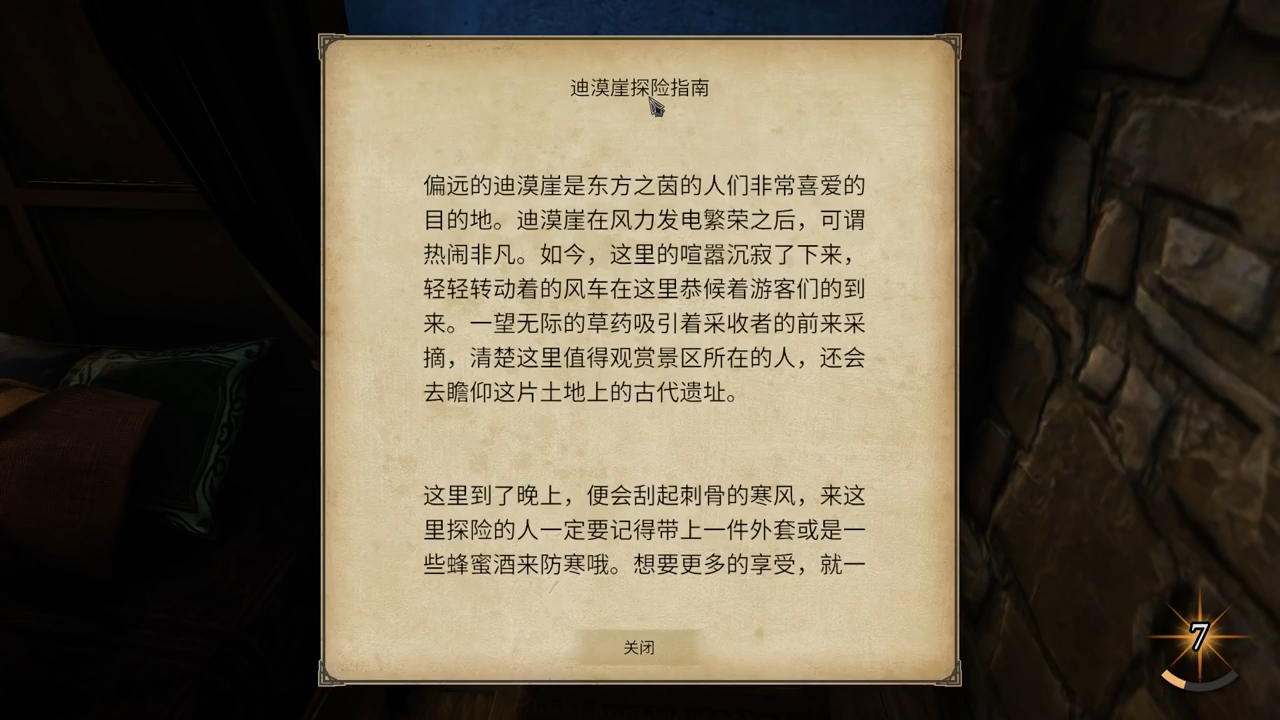 迪漠崖探险指南
偏远的迪漠崖是东方之茵的人们非常喜爱的
目的地。迪漠崖在风力发电繁荣之后，可谓
热闹非凡。如今，这里的喧嚣沉寂了下来，
轻轻转动着的风车在这里恭候着游客们的到
来。一望无际的草药吸引着采收者的前来采
摘，清楚这里值得观赏景区所在的人，还会
去瞻仰这片土地上的古代遗址。
这里到了晚上，便会刮起刺骨的寒风，来这
里探险的人一定要记得带上一件外套或是一
些蜂蜜酒来防寒哦。想要更多的享受，就一
关闭
7